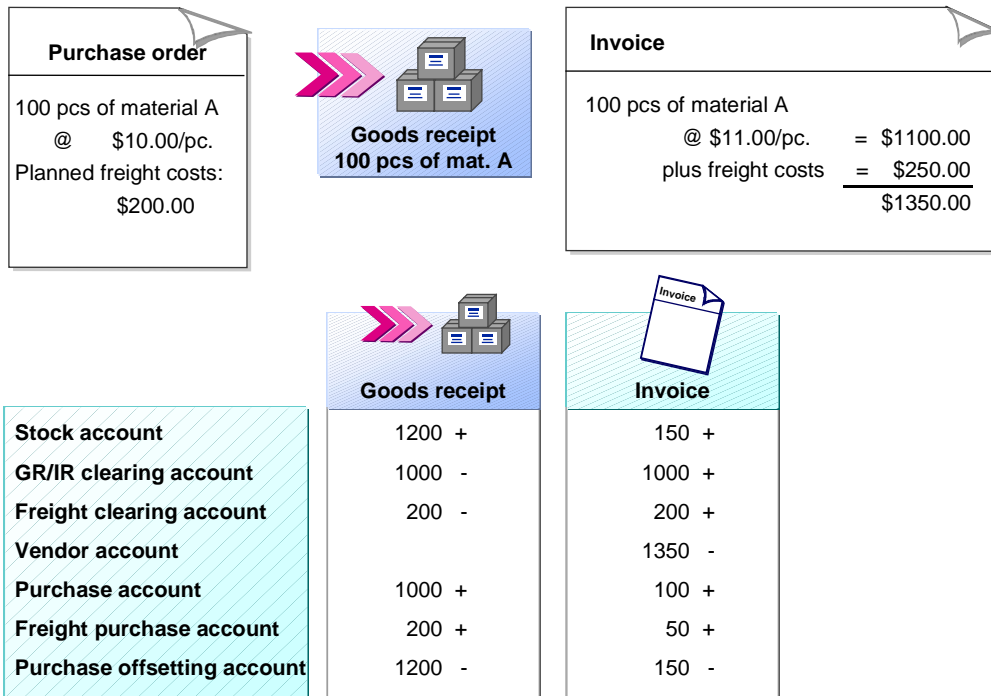 Purchase order
100 pcs of material A
@ $10.00/pc.
Planned freight costs:
$200.00
Goods receipt
100 pcs of mat. A
Invoice
100 pcs of material A
@ $11.00/pc. = $1100.00
plus freight costs = $250.00
$1350.00
Invoice
Goods receipt Invoice
Stock account 1200 + 150 +
GR/IR clearing account 1000 - 1000 +
Freight clearing account 200 - 200 +
Vendor account 1350 -
Purchase account 1000 + 100 +
Freight purchase account 200 + 50 +
Purchase offsetting account 1200 - 150 -